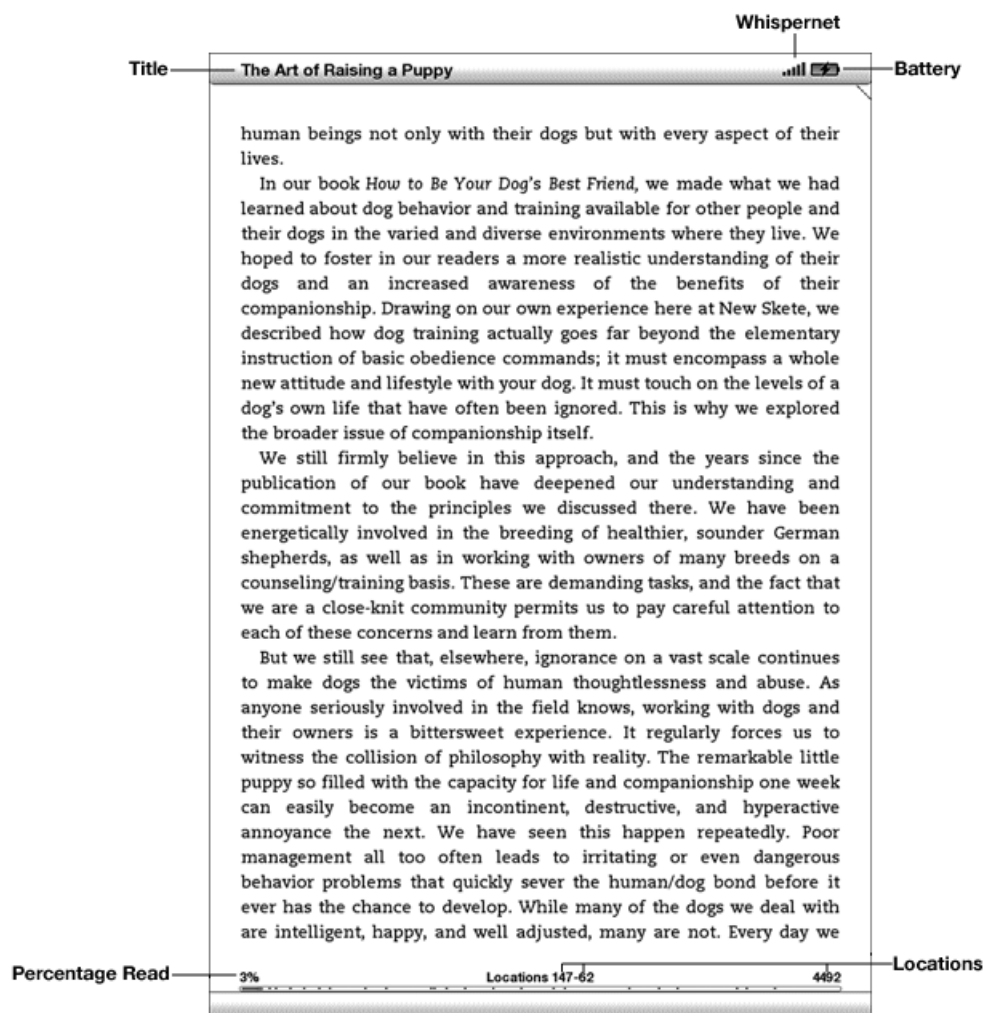 Whispernet
Title
The Art of Raising a Puppy
Battery
human beings not only with their dogs but with every aspect of their
lives.
In our book How to Be Your Dog's Best Friend, we made what we had
learned about dog behavior and training available for other people and
their dogs in the varied and diverse environments where they live. We
hoped to foster in our readers a more realistic understanding of their
dogs and an increased awareness of the benefits of their
companionship. Drawing on our own experience here at New Skete, we
described how dog training actually goes far beyond the elementary
instruction of basic obedience commands; it must encompass a whole
new attitude and lifestyle with your dog. It must touch on the levels of a
dog's own life that have often been ignored. This is why we explored
the broader issue of companionship itself.
We still firmly believe in this approach, and the years since the
publication of our book have deepened our understanding and
commitment to the principles we discussed there. We have been
energetically involved in the breeding of healthier, sounder German
shepherds, as well as in working with owners of many breeds on a
counseling/training basis. These are demanding tasks, and the fact that
we are a close-knit community permits us to pay careful attention to
each of these concerns and learn from them.
But we still see that, elsewhere, ignorance on a vast scale continues
to make dogs the victims of human thoughtlessness and abuse. As
anyone seriously involved in the field knows, working with dogs and
their owners is a bittersweet experience. It regularly forces us to
witness the collision of philosophy with reality. The remarkable little
puppy so filled with the capacity for life and companionship one week
can easily become an incontinent, destructive, and hyperactive
annoyance the next. We have seen this happen repeatedly. Poor
management all too often leads to irritating or even dangerous
behavior problems that quickly sever the human/dog bond before it
ever has the chance to develop. While many of the dogs we deal with
are intelligent, happy, and well adjusted, many are not. Every day we
Locations
Percentage Read
3% Locations 147-62 4492